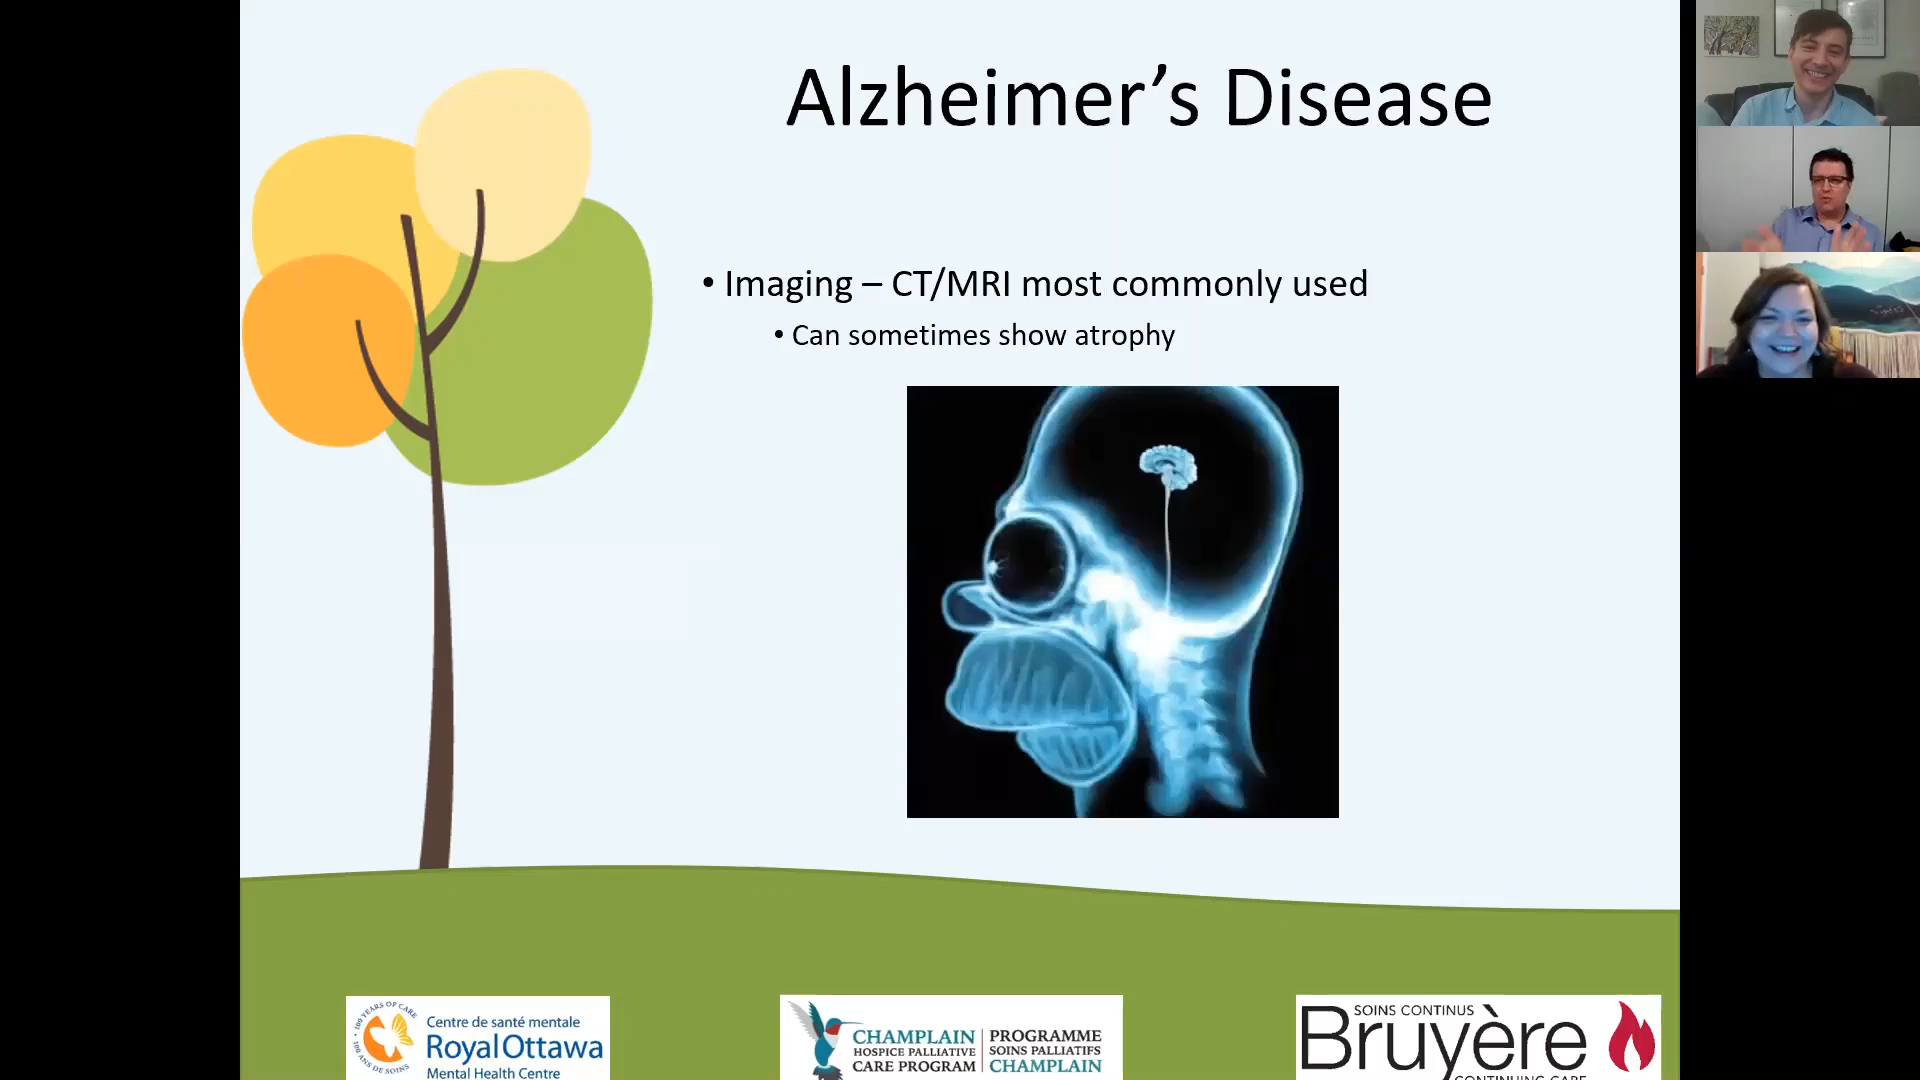 Alzheimer’s Disease
• Imaging – CT/MRI most commonly used
• Can sometimes show atrophy
• 100 YEARS OF CARE •
100 ANS DE SOINS
Centre de santé mentale
RoyalOttawa
Mental Health Centre
CHAMPLAIN
HOSPICE PALLIATIVE
CARE PROGRAM
PROGRAMME
SOINS PALLIATIFS
CHAMPLAIN
SOINS CONTINUS
Bruyère
CONTINUING CARE